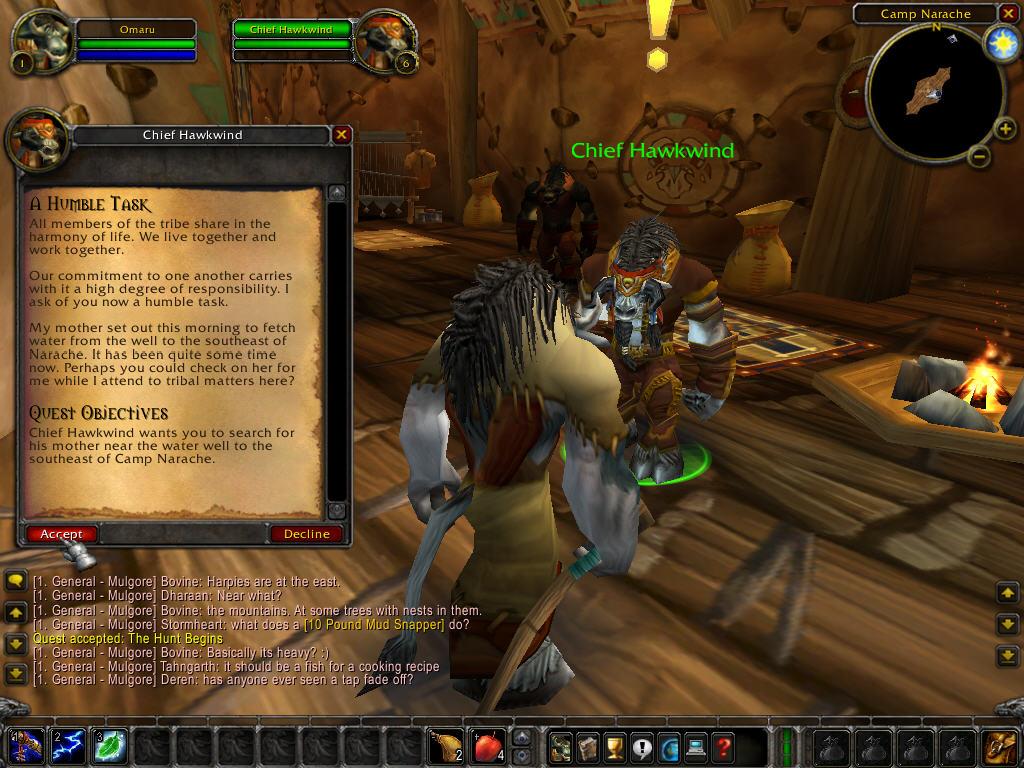 Omaru
1
Chief Hawkwind
6
Camp Narache
N
Chief Hawkwind
Chief Hawkwind
A Humble Task
All members of the tribe share in the
harmony of life. We live together and
work together.
Our commitment to one another carries
with it a high degree of responsibility. I
ask of you now a humble task.
My mother set out this morning to fetch
water from the well to the southeast of
Narache. It has been quite some time
now. Perhaps you could check on her for
me while I attend to tribal matters here?
Quest Objectives
Chief Hawkwind wants you to search for
his mother near the water well to the
southeast of Camp Narache.
Accept
Decline
[1. General - Mulgore] Bovine: Harpies are at the east.
[1. General - Mulgore] Dharaan: Near what?
[1. General - Mulgore] Bovine: the mountains. At some trees with nests in them.
[1. General - Mulgore] Stormheart: what does a [10 Pound Mud Snapper] do?
Quest accepted: The Hunt Begins
[1. General - Mulgore] Bovine: Basically its heavy? :)
[1. General - Mulgore] Tahngarth: it should be a fish for a cooking recipe
[1. General - Mulgore] Deren: has anyone ever seen a tap fade off?
1
2
3
2
4